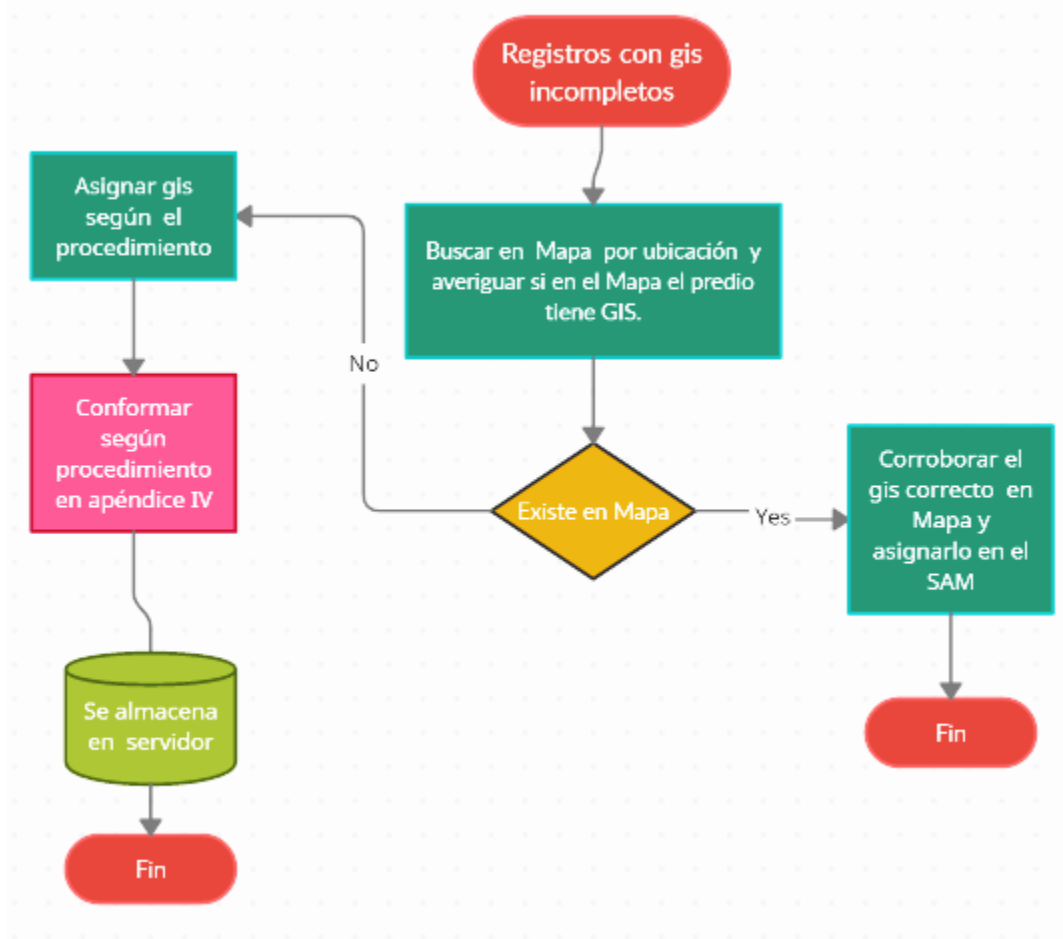 Registros con gis
incompletos
Buscar en Mapa por ubicación y
averiguar si en el Mapa el predio
tiene GIS.
Existe en Mapa
No
Asignar gis
según el
procedimiento
Conformar
según
procedimiento
en apéndice IV
Se almacena
en servidor
Fin
Yes
Corroborar el
gis correcto en
Mapa y
asignarlo en el
SAM
Fin